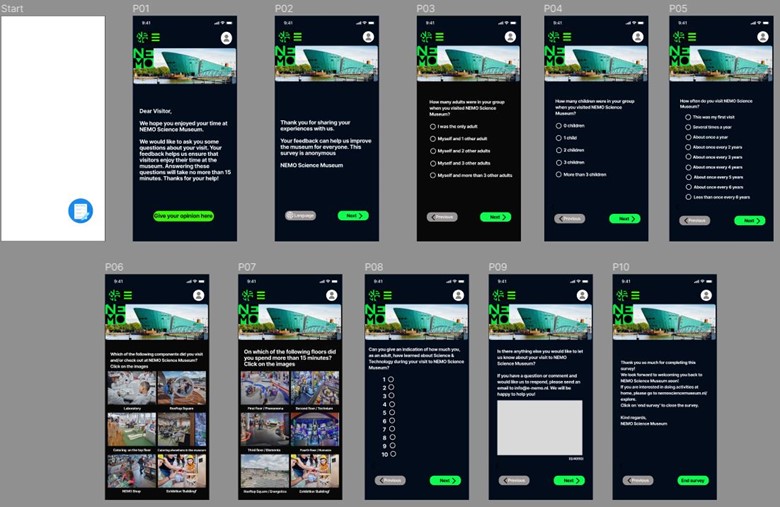 Start
P01
P02
P03
P04
P05
9:41
NEMO
Dear Visitor,
We hope you enjoyed your time at
NEMO Science Museum.
We would like to ask you some
questions about your visit. Your
feedback helps us ensure that
visitors enjoy their time at the
museum. Answering these
questions will take no more than 15
minutes. Thanks for your help!
Give your opinion here
9:41
NEMO
Thank you for sharing your
experiances with us.
Your feedback can help us improve
the museum for everyone. This
survey is anonymous
NEMO Science Museum
Language
Next
9:41
NEMO
How many adults were in your group
when you visited NEMO Science
Museum?
I was the only adult
Myself and 1 other adult
Myself and 2 other adults
Myself and 3 other adults
Myself and more than 3 other adults
Previous
Next
9:41
NEMO
How many children were in your group
when you visited NEMO Science
Museum?
0 children
1 child
2 children
3 children
More than 3 children
Previous
Next
9:41
NEMO
How often do you visit NEMO Science
Museum?
This was my first visit
Several times a year
About once a year
About once every 2 years
About once every 3 years
About once every 4 years
About once every 5 years
About once every 6 years
Less than once every 6 years
Previous
Next
P06
P07
P08
P09
P10
9:41
NEMO
Which of the following components did you visit
and/or check out at NEMO Science Museum?
Click on the images
Laboratory
Rooftop Square
Catering on the top floor
Catering elsewhere in the museum
NEMO Shop
Exhibition Building?
9:41
NEMO
On which of the following floors did
you spend more than 15 minutes?
Click on the images
First floor / Phenomena
Second floor / Technium
Third floor / Elementa
Fourth floor / Humania
Rooftop Square / Energetica
Exhibition Building?
9:41
NEMO
Can you give an indication of how much you,
as an adult, have learned about Science &
Technology during your visit to NEMO Science
Museum?
1
2
3
4
5
6
7
8
9
10
Previous
Next
9:41
NEMO
Is there anything else you would like to let
us know about your visit to NEMO
Science Museum?
If you have a question or comment and
would like us to respond, please send an
email to info@e-nemo.nl. We will be
happy to help you!
Previous
Next
9:41
NEMO
Thank you so much for completing this
survey!
We look forward to welcoming you back to
NEMO Science Museum soon!
If you are interested in doing activities at
home, please go to nemosciencemuseum.nl/
explore.
Click on 'end survey' to close the survey.
Kind regards,
NEMO Science Museum
Previous
End survey